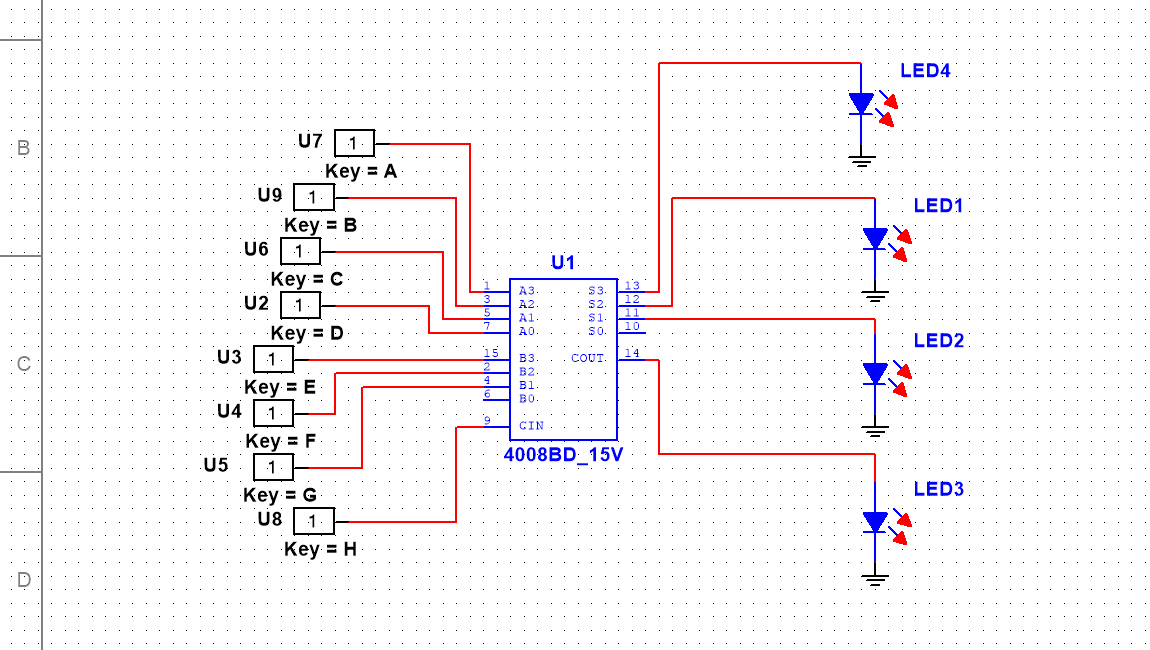 B
C
D
U7
1
Key = A
U9
1
Key = B
U6
1
Key = C
U2
1
Key = D
U3
1
Key = E
U4
1
Key = F
U5
1
Key = G
U8
1
Key = H
U1
1 A3 S3 13
3 A2 S2 12
5 A1 S1 11
7 A0 S0 10
15 B3 COUT 14
2 B2
4 B1
6 B0
9 CIN
4008BD_15V
LED4
LED1
LED2
LED3